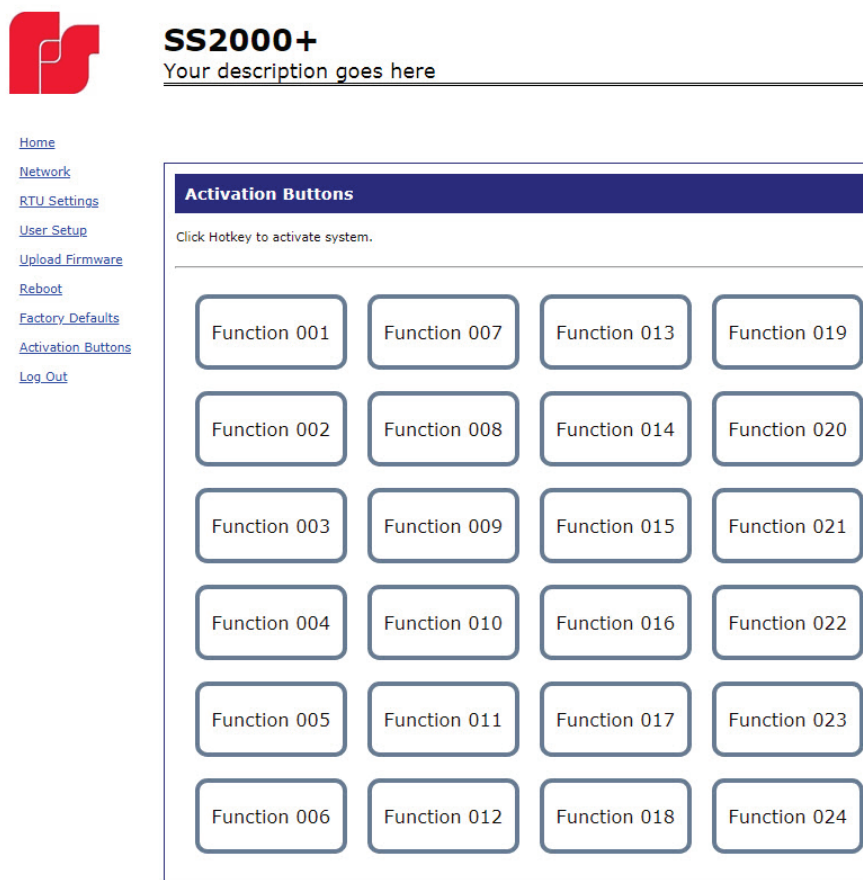 SS2000+
Your description goes here
Home
Network
RTU Settings
User Setup
Upload Firmware
Reboot
Factory Defaults
Activation Buttons
Log Out
Activation Buttons
Click Hotkey to activate system.
Function 001 Function 007 Function 013 Function 019
Function 002 Function 008 Function 014 Function 020
Function 003 Function 009 Function 015 Function 021
Function 004 Function 010 Function 016 Function 022
Function 005 Function 011 Function 017 Function 023
Function 006 Function 012 Function 018 Function 024